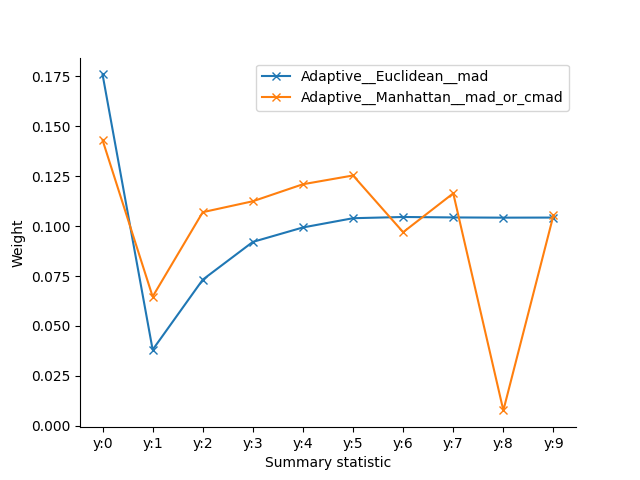 Adaptive__Euclidean__mad
Adaptive__Manhattan__mad_or_cmad
Weight
0.175
0.150
0.125
0.100
0.075
0.050
0.025
0.000
y:0 y:1 y:2 y:3 y:4 y:5 y:6 y:7 y:8 y:9
Summary statistic